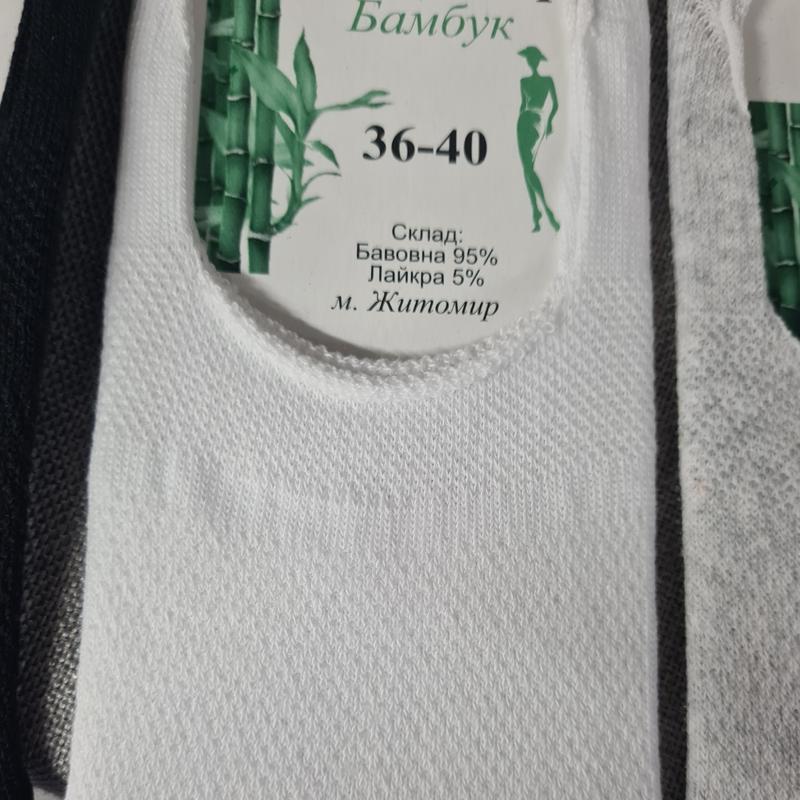 Бамбук
36-40
Склад:
Бавовна 95%
Лайкра 5%
м. Житомир